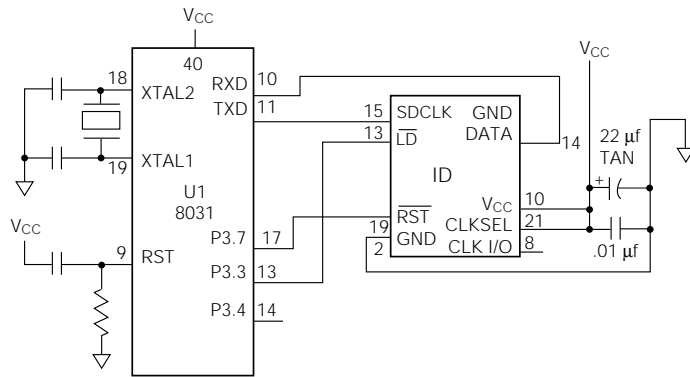 VCC
40
18
XTAL2
RXD
10
TXD
11
19
XTAL1
U1
8031
VCC
9
RST
P3.7
17
P3.3
13
P3.4
14
15
SDCLK
GND
13
LD
DATA
14
ID
VCC
10
RST
19
GND
2
CLKSEL
21
CLK I/O
8
VCC
22 μf
TAN
+
.01 μf